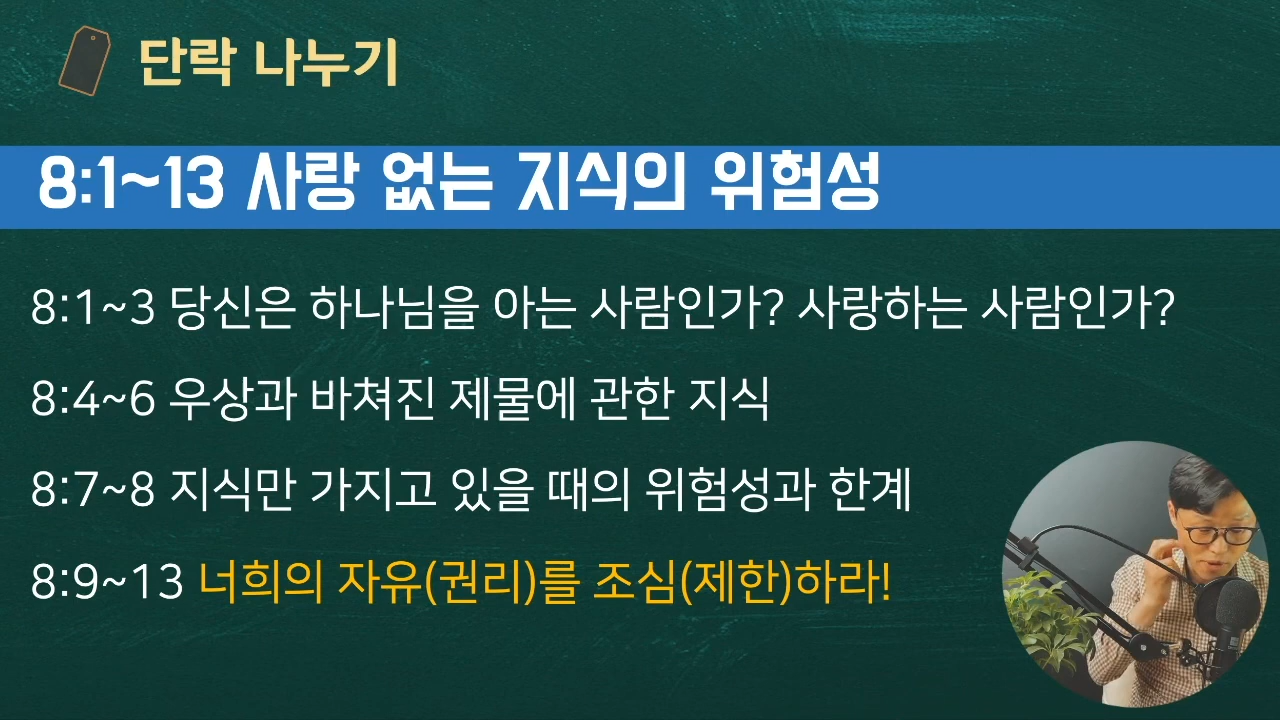 단락 나누기
8:1~13 사랑 없는 지식의 위험성
8:1~3 당신은 하나님을 아는 사람인가? 사랑하는 사람인가?
8:4~6 우상과 바쳐진 제물에 관한 지식
8:7~8 지식만 가지고 있을 때의 위험성과 한계
8:9~13 너희의 자유(권리)를 조심(제한)하라!